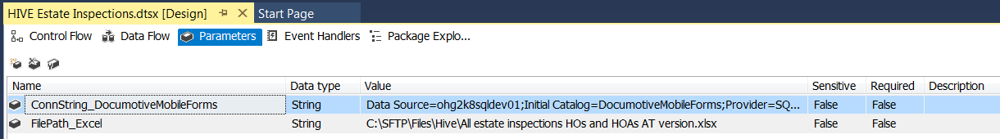 HIVE Estate Inspections.dtsx [Design] Start Page
Control Flow Data Flow Parameters Event Handlers Package Explo...
Name Data type Value Sensitive Required Description
ConnString_DocumotiveMobileForms String Data Source=ohg2k8sqldev01;Initial Catalog=DocumotiveMobileForms;Provider=SQ... False False
FilePath_Excel String C:\SFTP\Files\Hive\All estate inspections HOs and HOAs AT version.xlsx False False